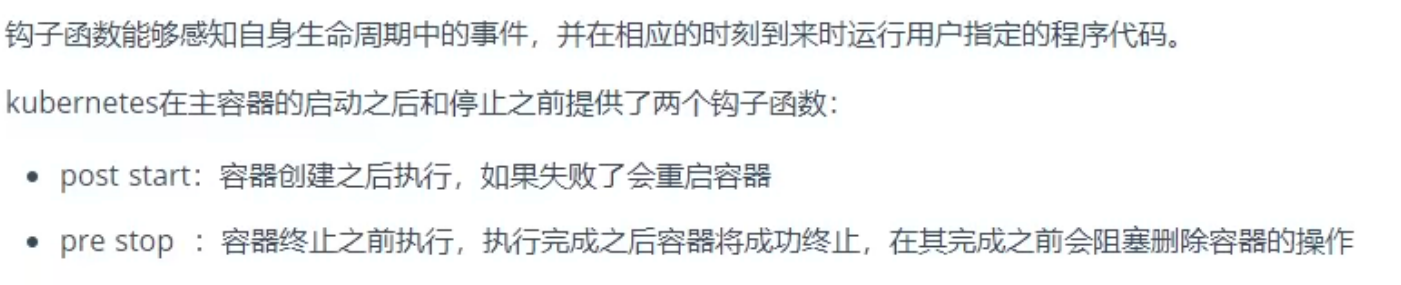 钩子函数能够感知自身生命周期中的事件，并在相应的时刻到来时运行用户指定的程序代码。
kubernetes在主容器的启动之后和停止之前提供了两个钩子函数：
• post start：容器创建之后执行，如果失败了会重启容器
• pre stop ：容器终止之前执行，执行完成之后容器将成功终止，在其完成之前会阻塞删除容器的操作